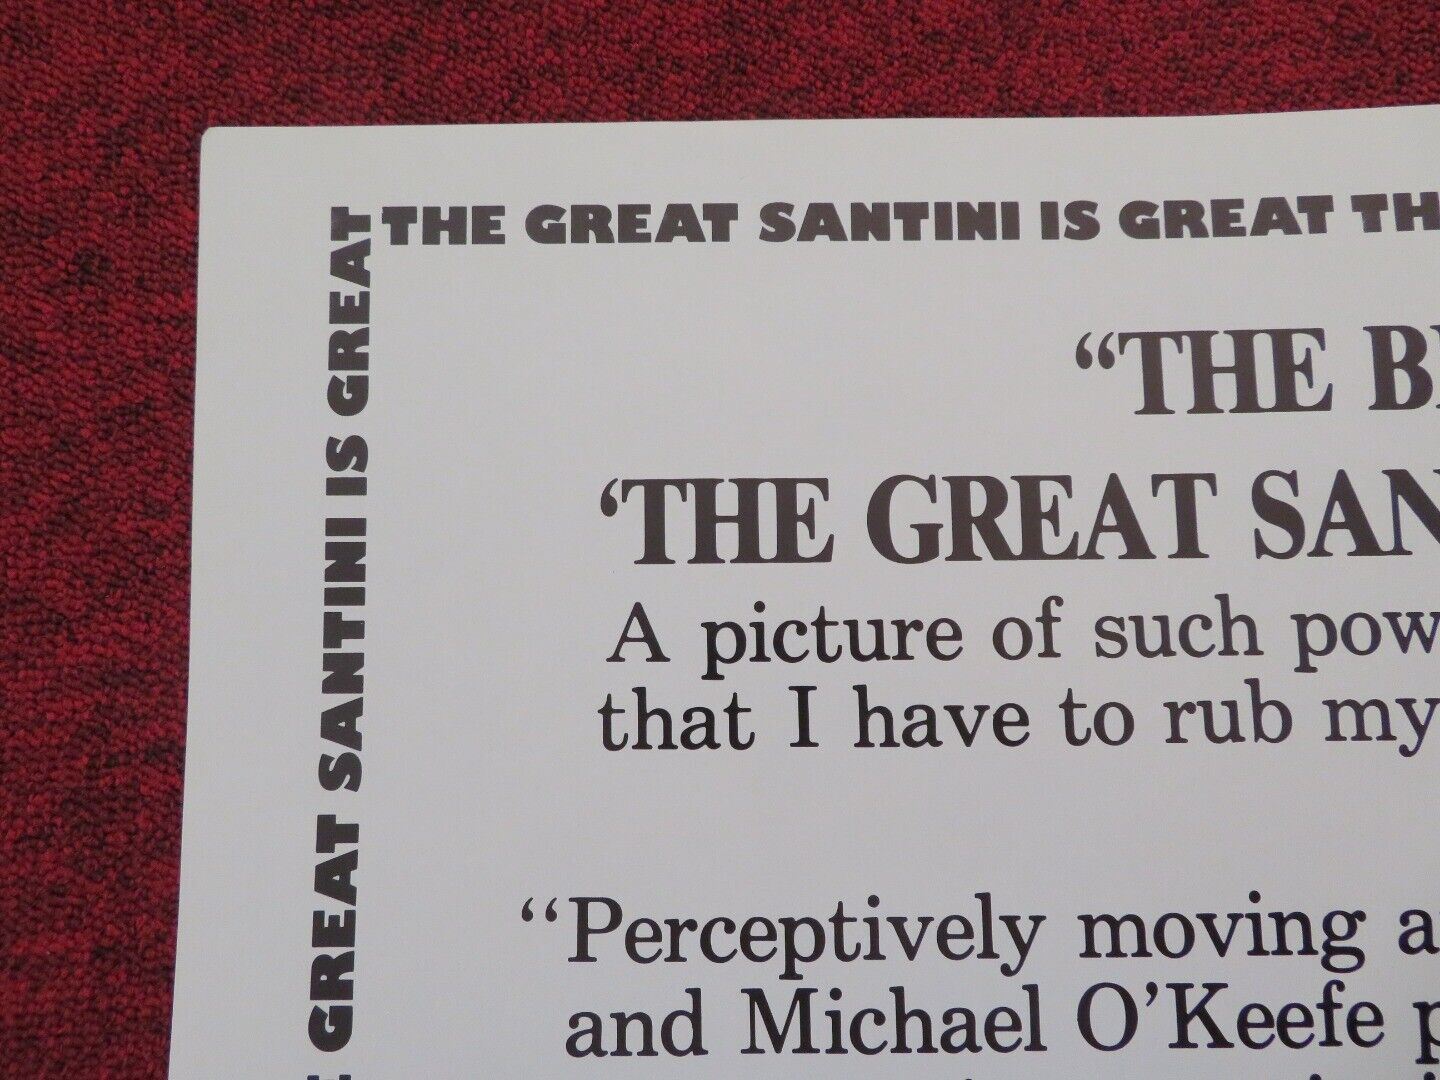 THE GREAT SANTINI IS GREAT TH
GREAT SANTINI IS GREAT
“THE
‘THE GREAT SAN
A picture of such pow
that I have to rub my
“Perceptively moving a
and Michael O’Keefe p